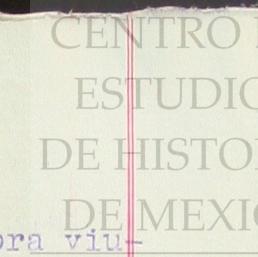 CENTRO
ESTUDIO
DE HISTO
DE MEXIC
ora viu-